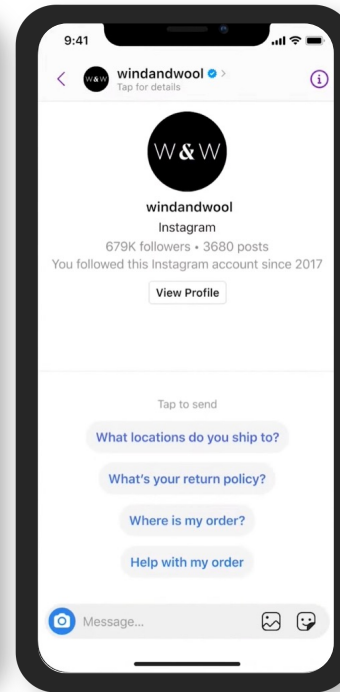 9:41
W&W
windandwool
Tap for details
W&W
windandwool
Instagram
679K followers • 3680 posts
You followed this Instagram account since 2017
View Profile
Tap to send
What locations do you ship to?
What's your return policy?
Where is my order?
Help with my order
Message...